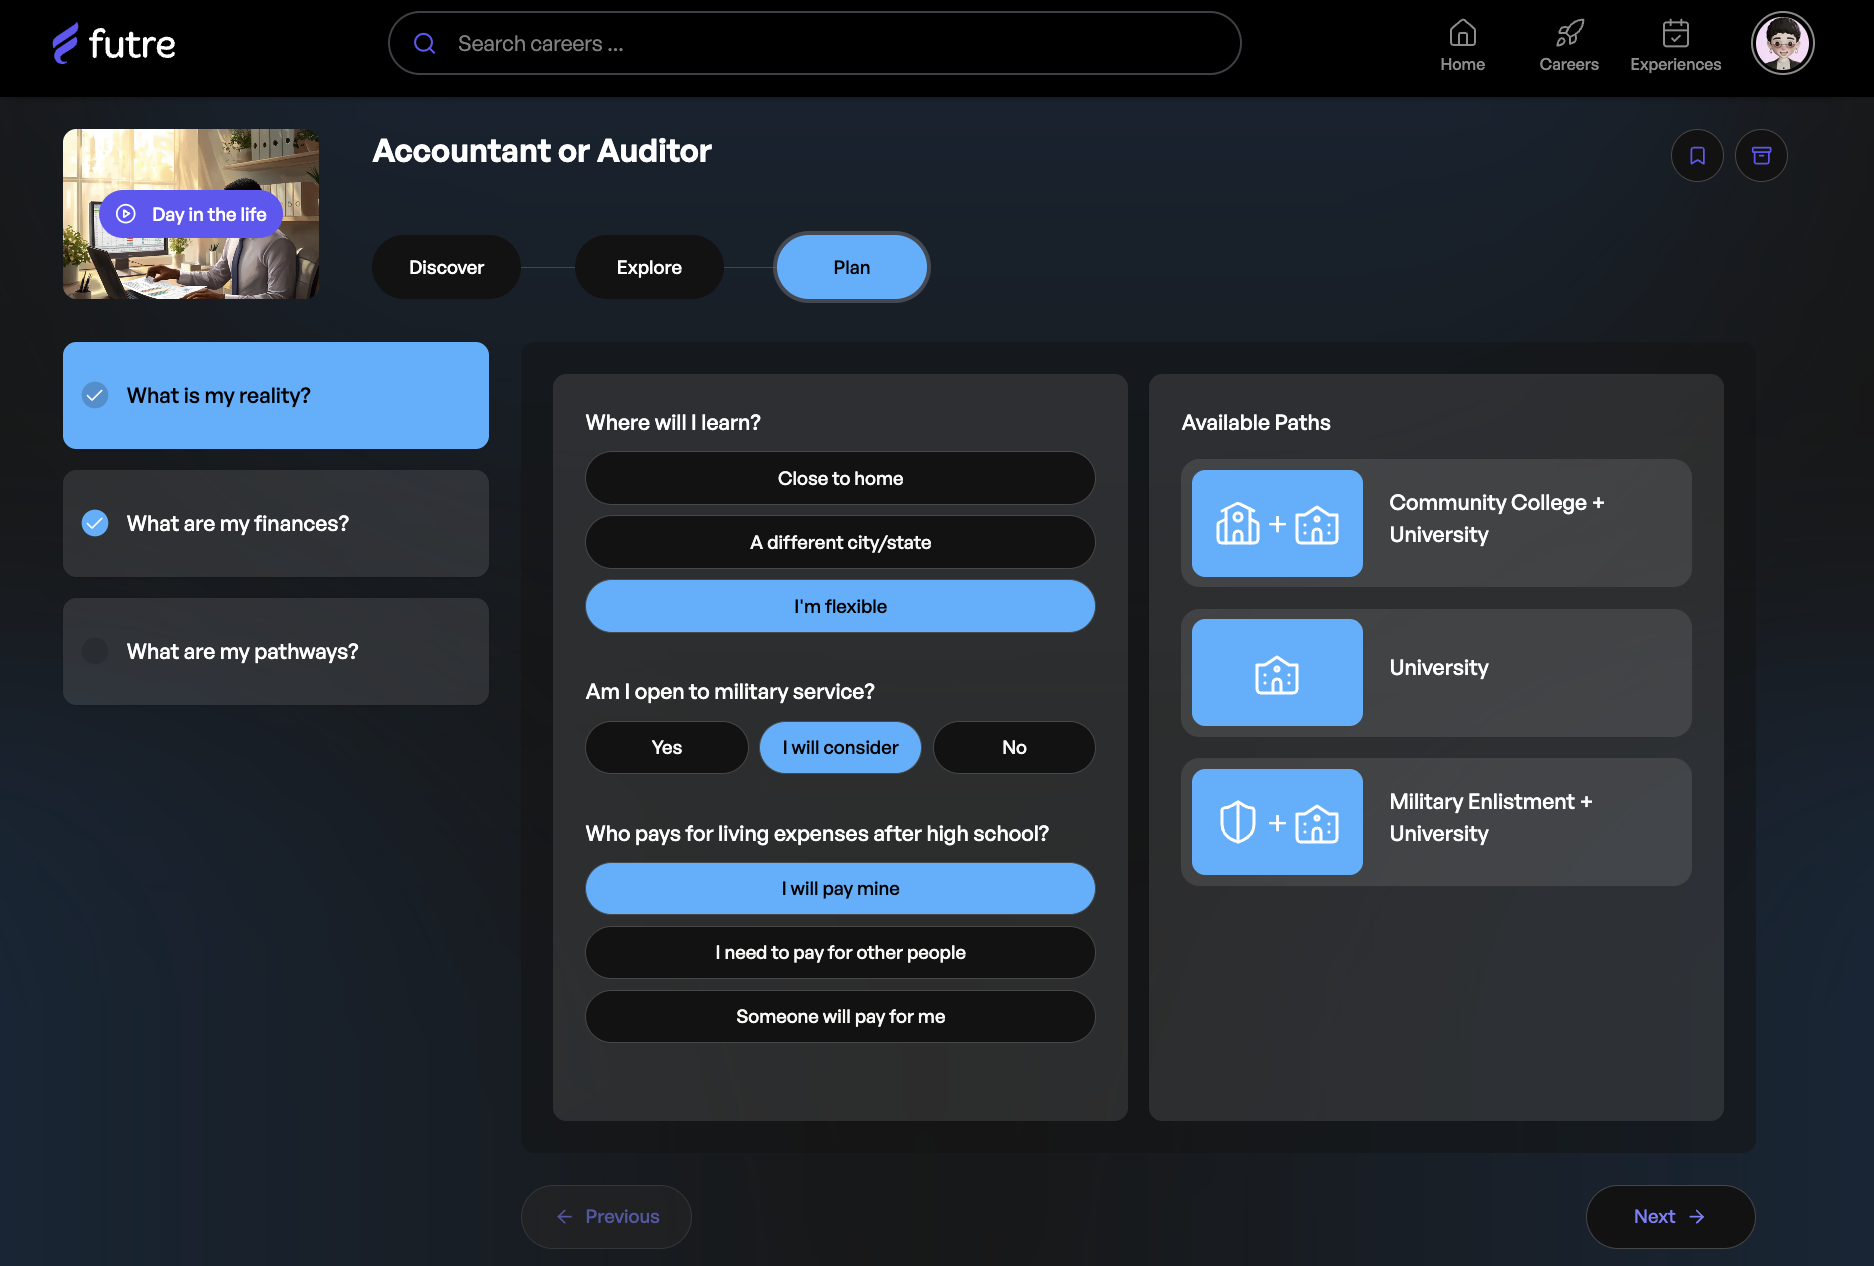 futre
Search careers ...
Home
Careers
Experiences
Day in the life
Accountant or Auditor
Discover
Explore
Plan
What is my reality?
What are my finances?
What are my pathways?
Where will I learn?
Close to home
A different city/state
I'm flexible
Am I open to military service?
Yes
I will consider
No
Who pays for living expenses after high school?
I will pay mine
I need to pay for other people
Someone will pay for me
Available Paths
Community College +
University
University
Military Enlistment +
University
Previous
Next